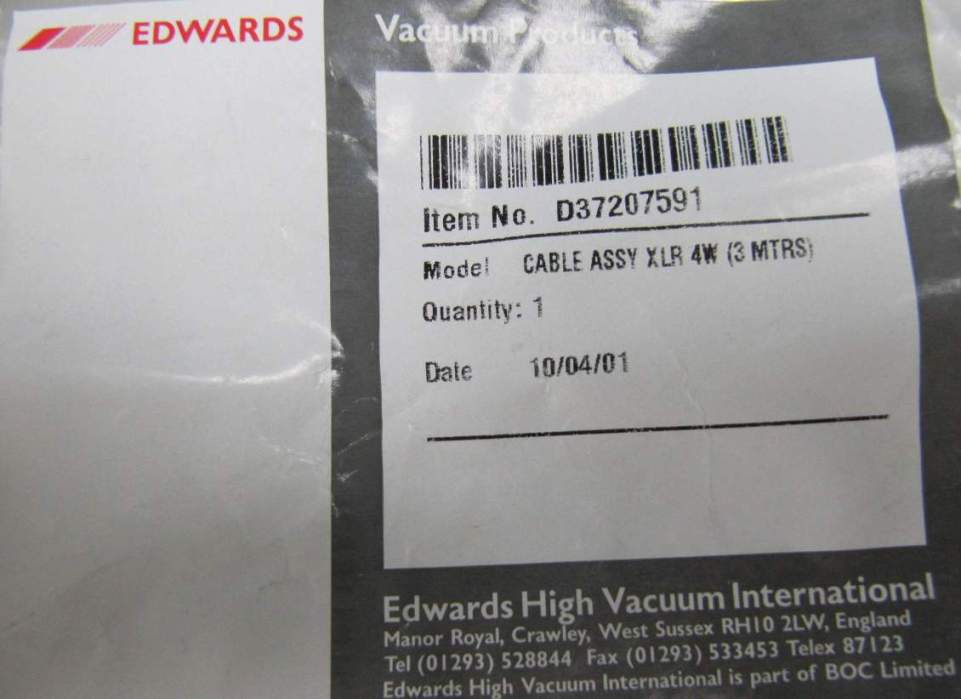 EDWARDS
Vacuum Products
Item No. D37207591
Model CABLE ASSY XLR 4W (3 MTRS)
Quantity: 1
Date 10/04/01
Edwards High Vacuum International
Manor Royal, Crawley, West Sussex RH10 2LW, England
Tel (01293) 528844 Fax (01293) 533453 Telex 87123
Edwards High Vacuum International is part of BOC Limited